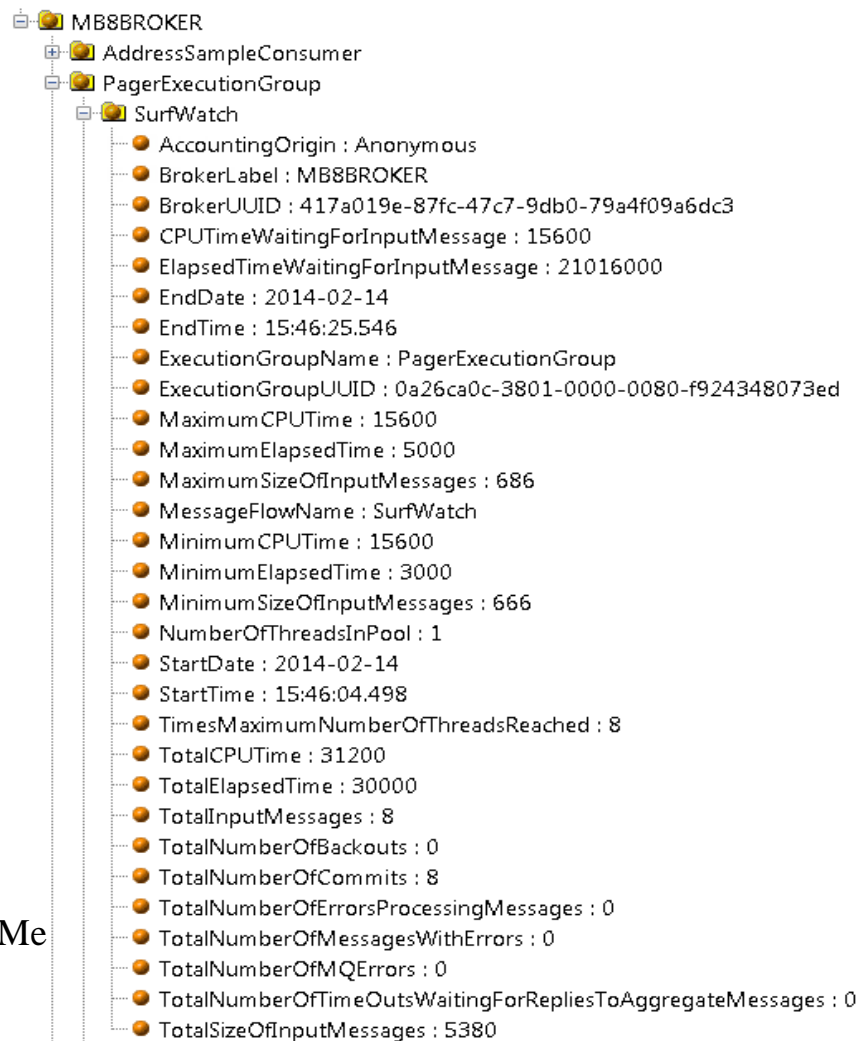 MB8BROKER
AddressSampleConsumer
PagerExecutionGroup
SurfWatch
AccountingOrigin : Anonymous
BrokerLabel : MB8BROKER
BrokerUUID : 417a019e-87fc-47c7-9db0-79a4f09a6dc3
CPUTimeWaitingForInputMessage : 15600
ElapsedTimeWaitingForInputMessage : 21016000
EndDate : 2014-02-14
EndTime : 15:46:25.546
ExecutionGroupName : PagerExecutionGroup
ExecutionGroupUUID : 0a26ca0c-3801-0000-0080-f924348073ed
MaximumCPUTime : 15600
MaximumElapsedTime : 5000
MaximumSizeOfInputMessages : 686
MessageFlowName : SurfWatch
MinimumCPUTime : 15600
MinimumElapsedTime : 3000
MinimumSizeOfInputMessages : 666
NumberOfThreadsInPool : 1
StartDate : 2014-02-14
StartTime : 15:46:04.498
TimesMaximumNumberOfThreadsReached : 8
TotalCPUTime : 31200
TotalElapsedTime : 30000
TotalInputMessages : 8
TotalNumberOfBackouts : 0
TotalNumberOfCommits : 8
TotalNumberOfErrorsProcessingMessages : 0
Me
TotalNumberOfMessagesWithErrors : 0
TotalNumberOfMQErrors : 0
TotalNumberOfTimeOutsWaitingForRepliesToAggregateMessages : 0
TotalSizeOfInputMessages : 5380